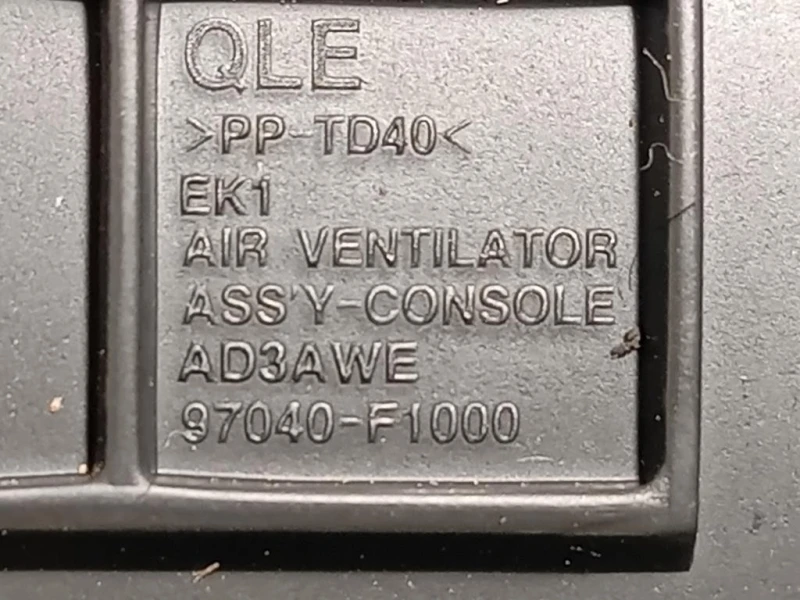 QLE
>PP-TD40<
EK1
AIR VENTILATOR
ASS'Y-CONSOLE
AD3AWE
97040-F1000